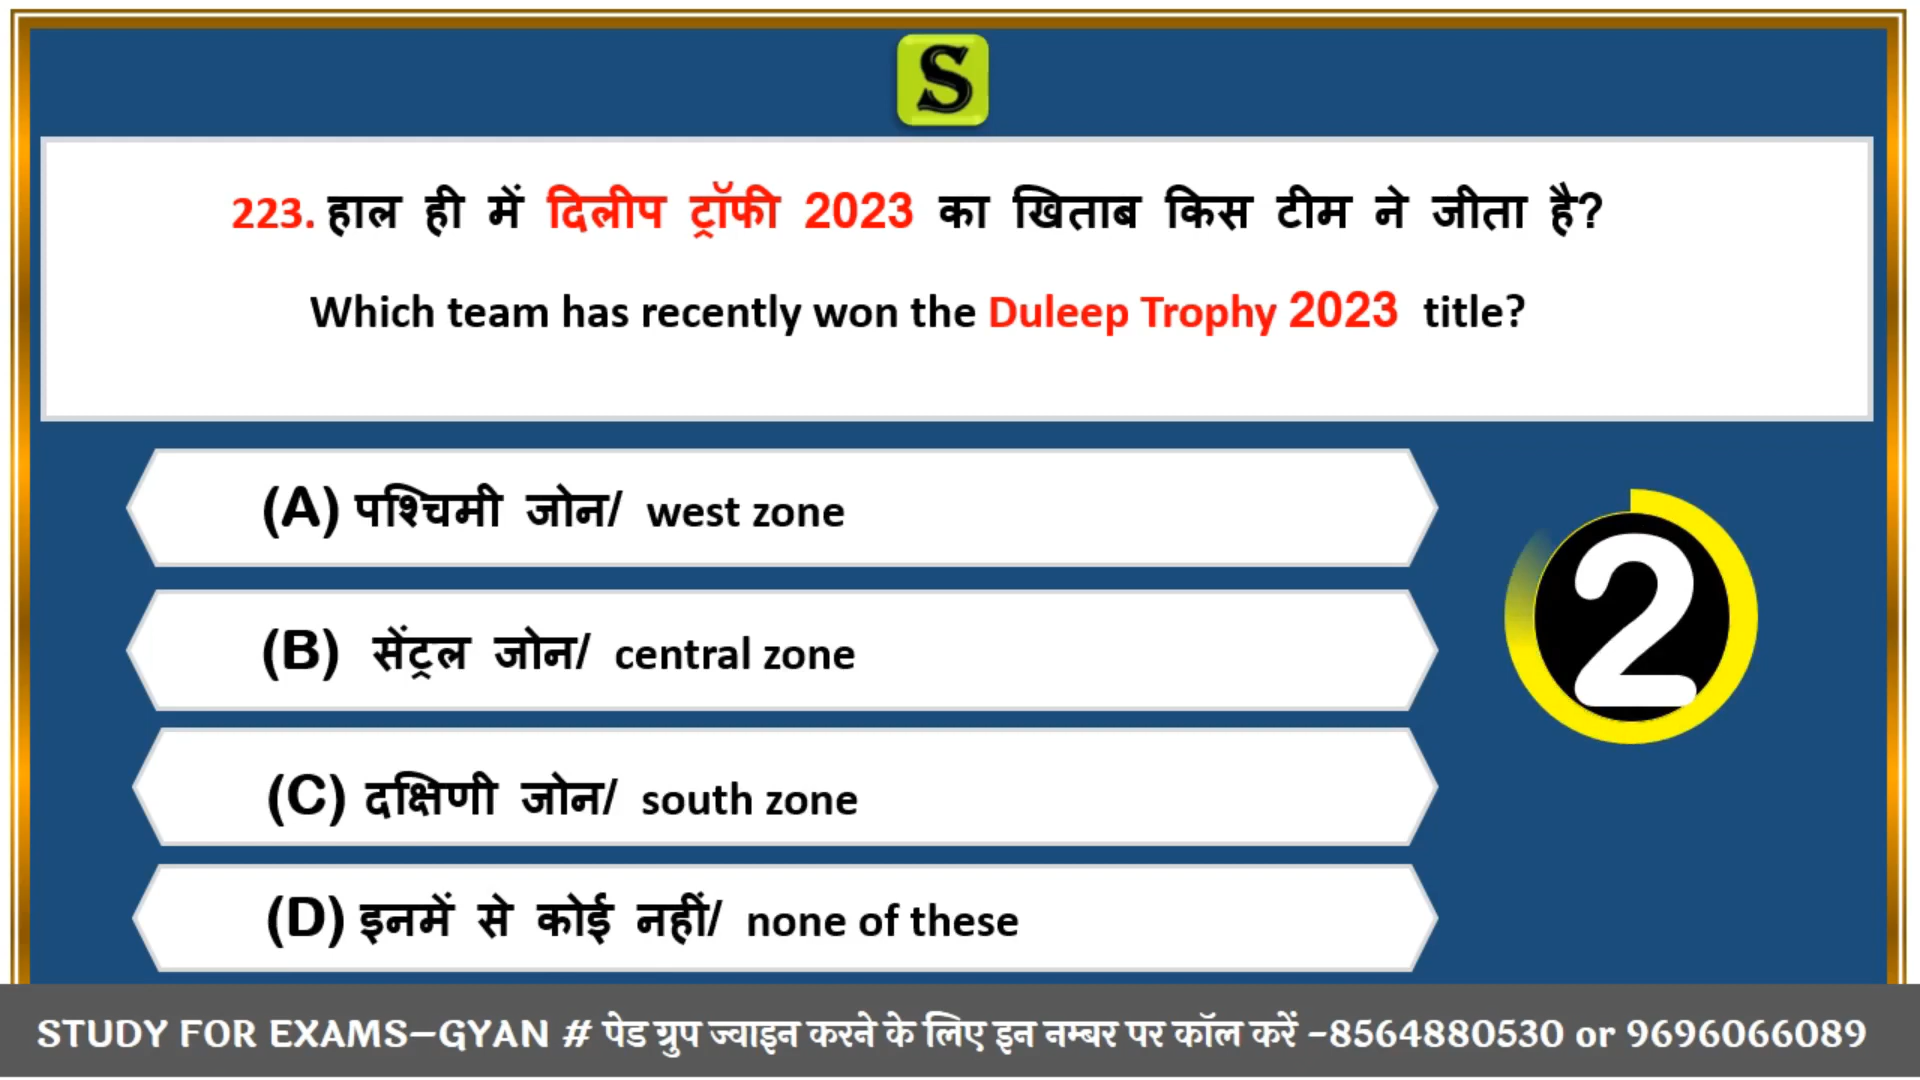 S
223. हाल ही में दिलीप ट्रॉफी 2023 का खिताब किस टीम ने जीता है?
Which team has recently won the Duleep Trophy 2023 title?
(A) पश्चिमी जोन/ west zone
(B) सेंट्रल जोन/ central zone
2
(C) दक्षिणी जोन/ south zone
(D) इनमें से कोई नहीं/ none of these
STUDY FOR EXAMS–GYAN # पेड ग्रुप ज्वाइन करने के लिए इन नम्बर पर कॉल करें –8564880530 or 9696066089